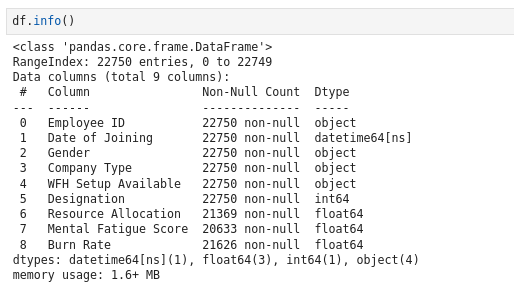 df.info()
<class 'pandas.core.frame.DataFrame'>
RangeIndex: 22750 entries, 0 to 22749
Data columns (total 9 columns):
 #   Column                Non-Null Count  Dtype
---  ------                --------------  -----
 0   Employee ID           22750 non-null  object
 1   Date of Joining       22750 non-null  datetime64[ns]
 2   Gender                22750 non-null  object
 3   Company Type          22750 non-null  object
 4   WFH Setup Available   22750 non-null  object
 5   Designation           22750 non-null  int64
 6   Resource Allocation   21369 non-null  float64
 7   Mental Fatigue Score  20633 non-null  float64
 8   Burn Rate             21626 non-null  float64
dtypes: datetime64[ns](1), float64(3), int64(1), object(4)
memory usage: 1.6+ MB